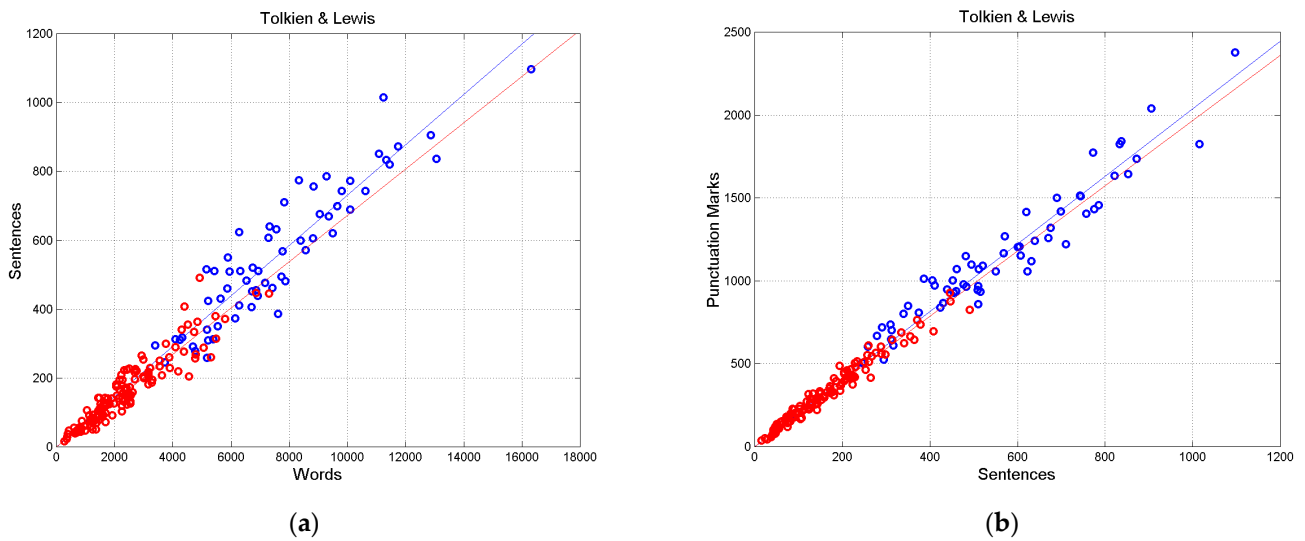 Tolkien & Lewis
1200
1000
800
600
400
200
0
Sentences
0 2000 4000 6000 8000 10000 12000 14000 16000 18000
Words
(a)
Tolkien & Lewis
2500
2000
1500
1000
500
0
Punctuation Marks
0 200 400 600 800 1000 1200
Sentences
(b)